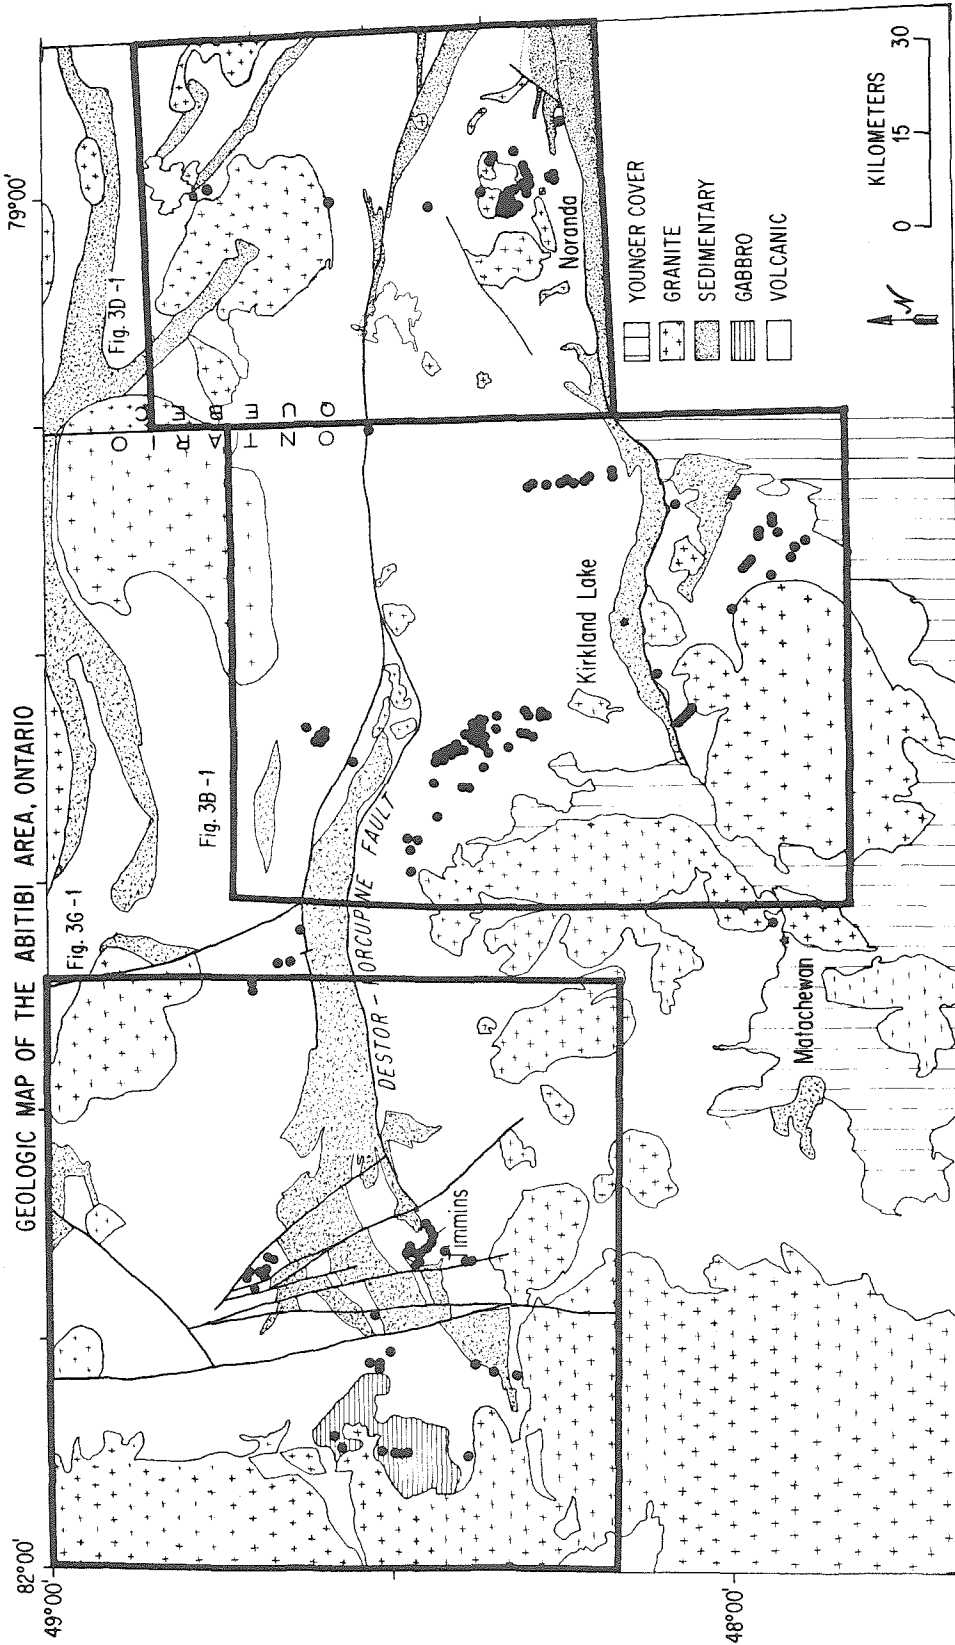 GEOLOGIC MAP OF THE ABITIBI AREA, ONTARIO
82°00'
79°00'
49°00'
48°00'
Fig. 3G-1
Fig. 3B-1
Fig. 3D-1
ONTARIO
QUEBEC
DESTOR-PORCUPINE FAULT
Timmins
Kirkland Lake
Noranda
Matachewan
YOUNGER COVER
GRANITE
SEDIMENTARY
GABBRO
VOLCANIC
N
0 15 30
KILOMETERS